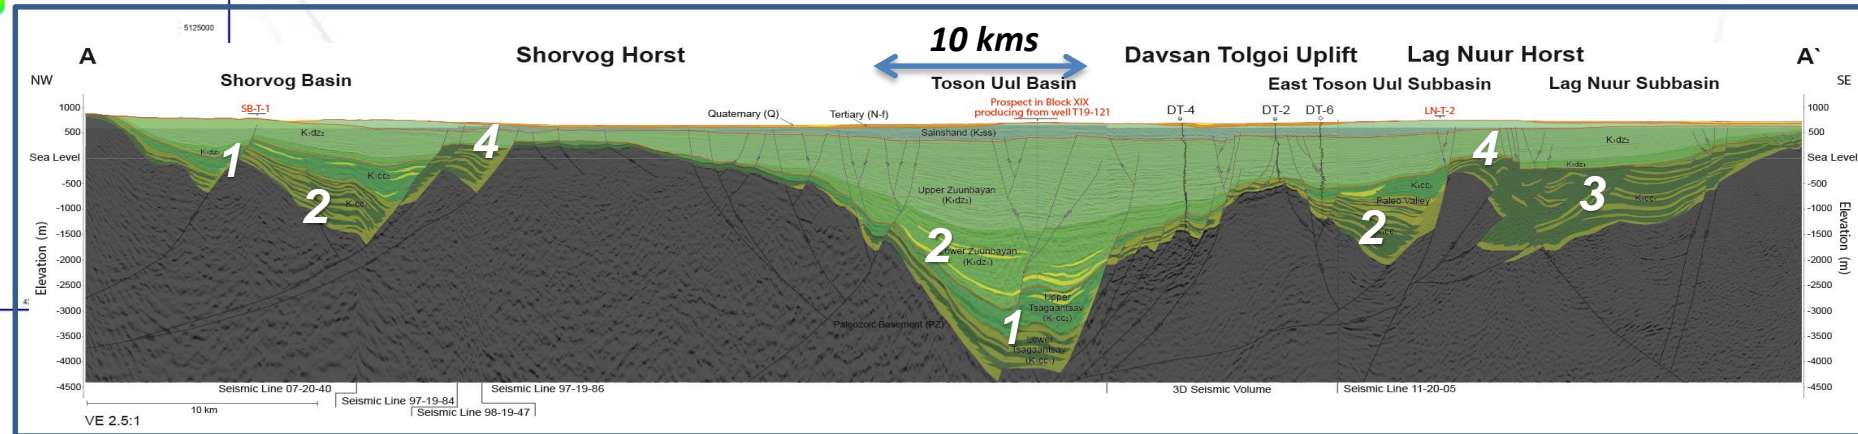 5125000
10 kms
A
Shorvog Horst
Davsan Tolgoi Uplift
Lag Nuur Horst
A`
NW
Shorvog Basin
Toson Uul Basin
East Toson Uul Subbasin
Lag Nuur Subbasin
SE
SB-T-1
Quaternary (Q)
Tertiary (N-f)
Prospect in Block XIX
producing from well T19-121
DT-4
DT-2
DT-6
LN-T-2
1000
500
Sea Level
-500
-1000
-1500
-2000
-2500
-3000
-3500
-4000
-4500
Elevation (m)
K₁dz₂
1
2
4
Sainshand (K₂ss)
Upper Zuunbayan
(K₁dz₂)
2
Lower Zuunbayan
(K₁dz₁)
Upper
Tsagaantsav
(K₁cc₂)
1
Lower
Tsagaantsav
(K₁cc₁)
Paleozoic Basement (PZ)
Paleo Valley
2
4
K₁dz₂
K₁dz₁
3
1000
500
Sea Level
-500
-1000
-1500
-2000
-2500
-3000
-3500
-4000
-4500
Elevation (m)
Seismic Line 07-20-40
Seismic Line 97-19-84
Seismic Line 98-19-47
Seismic Line 97-19-86
3D Seismic Volume
Seismic Line 11-20-05
10 km
VE 2.5:1